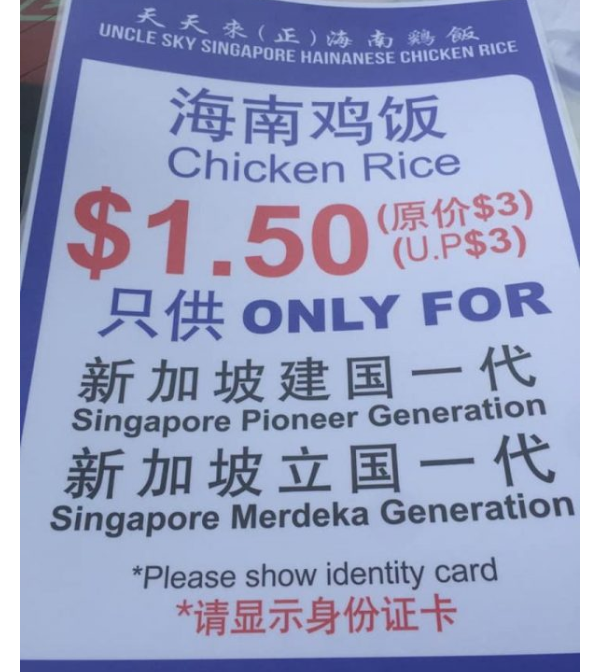 天天来(正)海南鷄飯
UNCLE SKY SINGAPORE HAINANESE CHICKEN RICE
海南鸡饭
Chicken Rice
$1.50 (原价$3)
(U.P$3)
只供 ONLY FOR
新加坡建国一代
Singapore Pioneer Generation
新加坡立国一代
Singapore Merdeka Generation
*Please show identity card
*请显示身份证卡